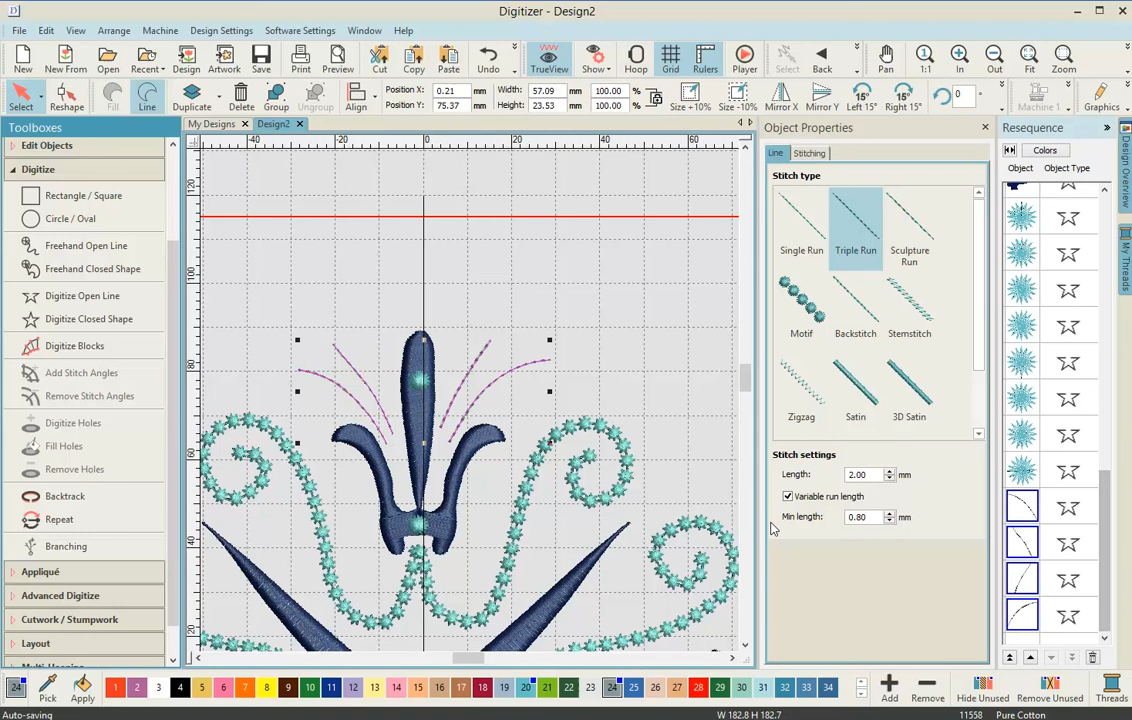 Digitizer - Design2
File Edit View Arrange Machine Design Settings Software Settings Window Help
New New From Open Recent Design Artwork Save Print Preview Cut Copy Paste Undo TrueView Show Hoop Grid Rulers Player Select Back Pan 1:1 In Out Fit Zoom
Select Reshape Fill Line Duplicate Delete Group Ungroup Align Position X: 0.21 mm Width: 57.09 mm 100.00 % Size +10% Size -10% Mirror X Mirror Y Left 15° Right 15° 0 Machine 1 Graphics
Position Y: 75.37 mm Height: 23.53 mm 100.00 %
Toolboxes
Edit Objects
Digitize
Rectangle / Square
Circle / Oval
Freehand Open Line
Freehand Closed Shape
Digitize Open Line
Digitize Closed Shape
Digitize Blocks
Add Stitch Angles
Remove Stitch Angles
Digitize Holes
Fill Holes
Remove Holes
Backtrack
Repeat
Branching
Appliqué
Advanced Digitize
Cutwork / Stumpwork
Layout
Multi-Hooping
My Designs Design2
-40 -20 0 20 40 60
120
100
80
60
40
20
Object Properties
Line Stitching
Stitch type
Single Run Triple Run Sculpture Run
Motif Backstitch Stemstitch
Zigzag Satin 3D Satin
Stitch settings
Length: 2.00 mm
Variable run length
Min length: 0.80 mm
Resequence
Colors
Object Object Type
Design Overview
My Threads
24 Pick Apply 1 2 3 4 5 6 7 8 9 10 11 12 13 14 15 16 17 18 19 20 21 22 23 24 25 26 27 28 29 30 31 32 33 34 Add Remove Hide Unused Remove Unused Threads
Auto-saving W 182.8 H 182.7 11558 Pure Cotton